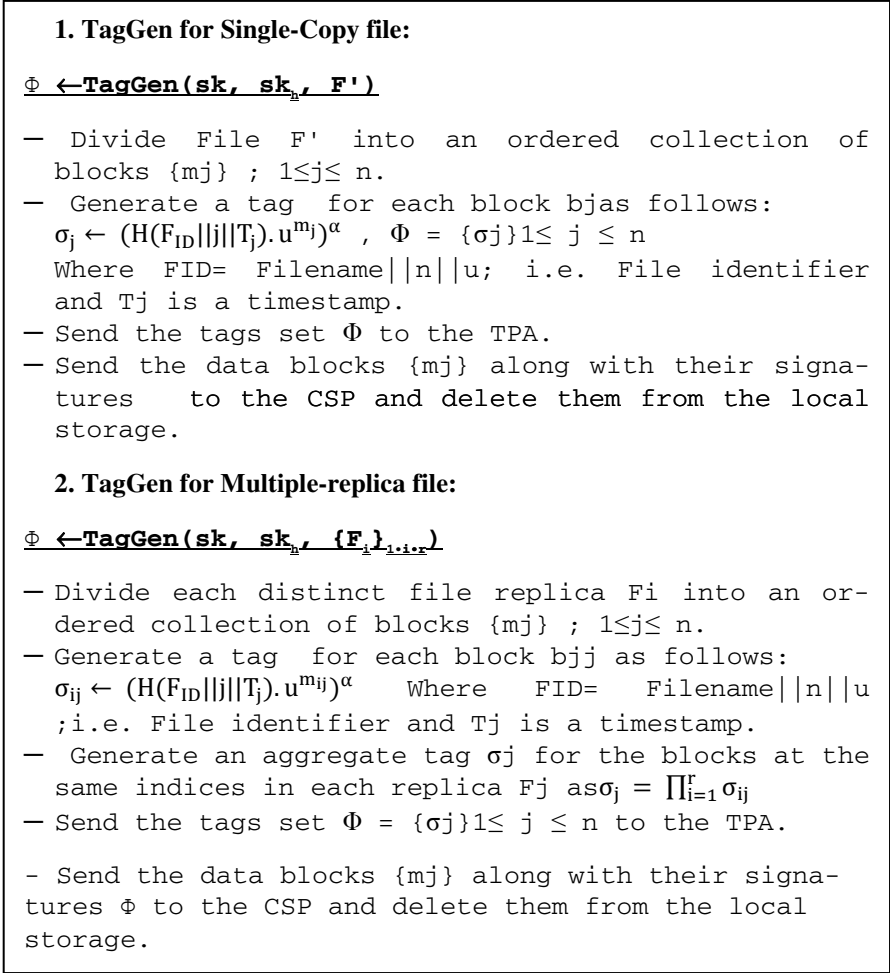 1. TagGen for Single-Copy file:
Φ ←TagGen(sk, skₕ, F')
— Divide File F' into an ordered collection of
blocks {mj} ; 1≤j≤ n.
— Generate a tag for each block bjas follows:
σⱼ ← (H(F_ID||j||Tⱼ). u^mⱼ)^α , Φ = {σj}1≤ j ≤ n
Where FID= Filename||n||u; i.e. File identifier
and Tj is a timestamp.
— Send the tags set Φ to the TPA.
— Send the data blocks {mj} along with their signa-
tures to the CSP and delete them from the local
storage.
2. TagGen for Multiple-replica file:
Φ ←TagGen(sk, skₕ, {Fᵢ}₁•ᵢ•ᵣ)
— Divide each distinct file replica Fi into an or-
dered collection of blocks {mj} ; 1≤j≤ n.
— Generate a tag for each block bjj as follows:
σᵢⱼ ← (H(F_ID||j||Tⱼ). u^mᵢⱼ)^α Where FID= Filename||n||u
;i.e. File identifier and Tj is a timestamp.
— Generate an aggregate tag σj for the blocks at the
same indices in each replica Fj asσⱼ = ∏ʳᵢ₌₁ σᵢⱼ
— Send the tags set Φ = {σj}1≤ j ≤ n to the TPA.
- Send the data blocks {mj} along with their signa-
tures Φ to the CSP and delete them from the local
storage.